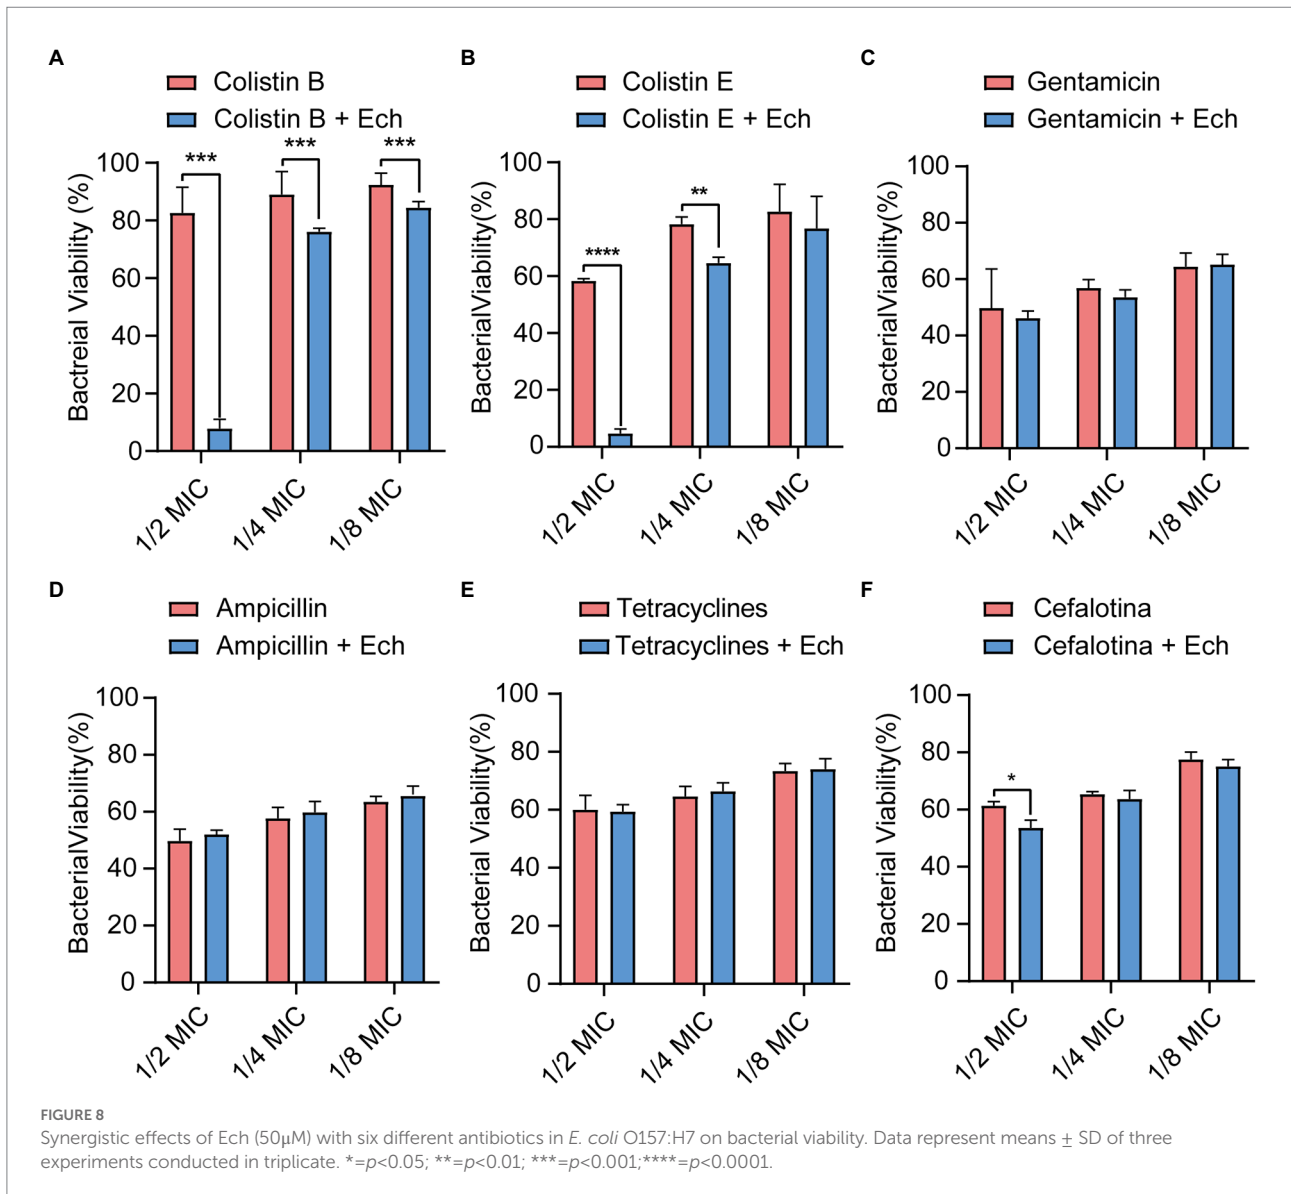 A
Colistin B
Colistin B + Ech
Bactreial Viability (%)
100
80
60
40
20
0
***
***
***
1/2 MIC
1/4 MIC
1/8 MIC
B
Colistin E
Colistin E + Ech
BacterialViability(%)
100
80
60
40
20
0
****
**
1/2 MIC
1/4 MIC
1/8 MIC
C
Gentamicin
Gentamicin + Ech
BacterialViability(%)
100
80
60
40
20
0
1/2 MIC
1/4 MIC
1/8 MIC
D
Ampicillin
Ampicillin + Ech
BacterialViability(%)
100
80
60
40
20
0
1/2 MIC
1/4 MIC
1/8 MIC
E
Tetracyclines
Tetracyclines + Ech
Bacterial Viability(%)
100
80
60
40
20
0
1/2 MIC
1/4 MIC
1/8 MIC
F
Cefalotina
Cefalotina + Ech
Bacterial Viability(%)
100
80
60
40
20
0
*
1/2 MIC
1/4 MIC
1/8 MIC
FIGURE 8
Synergistic effects of Ech (50μM) with six different antibiotics in E. coli O157:H7 on bacterial viability. Data represent means ± SD of three
experiments conducted in triplicate. *=p<0.05; **=p<0.01; ***=p<0.001;****=p<0.0001.